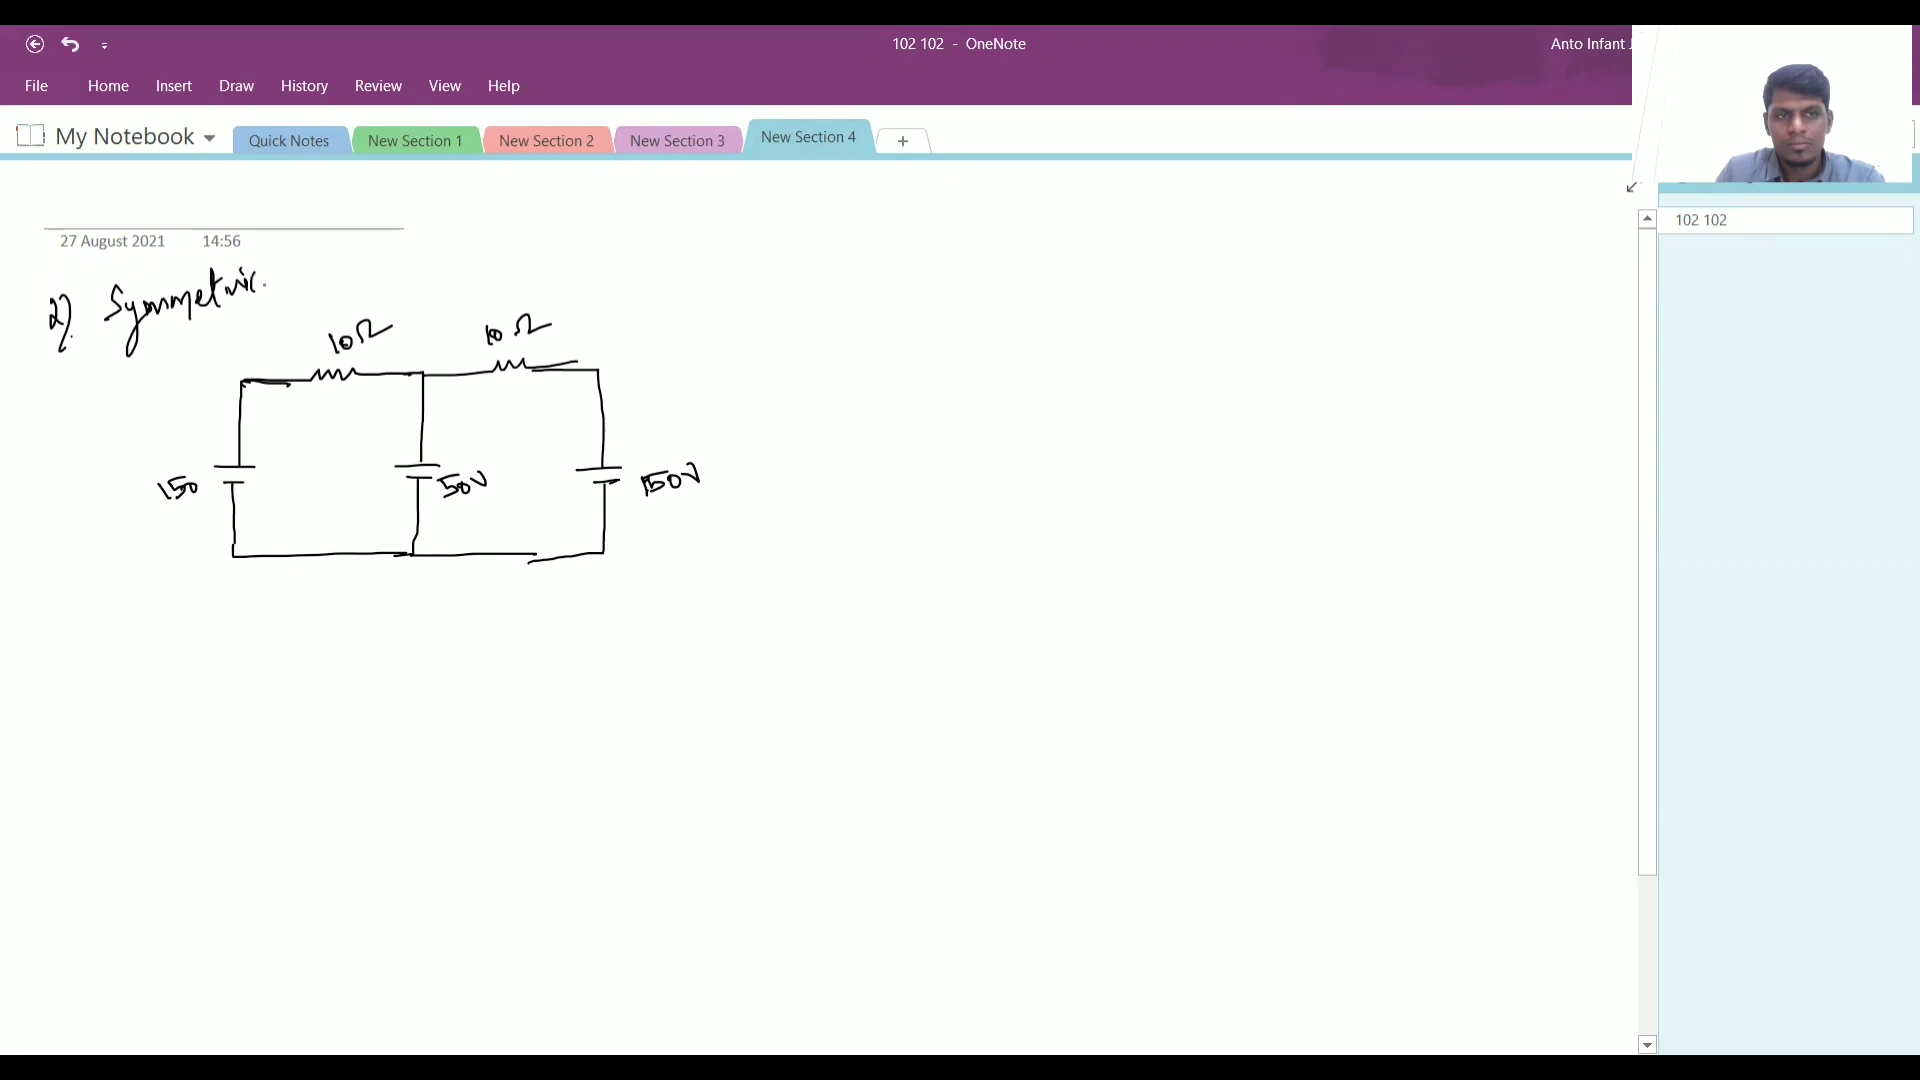 102 102 - OneNote
Anto Infant J
File Home Insert Draw History Review View Help
My Notebook Quick Notes New Section 1 New Section 2 New Section 3 New Section 4 +
102 102
27 August 2021 14:56
2) Symmetric.
10Ω 10Ω
150 50V 150V